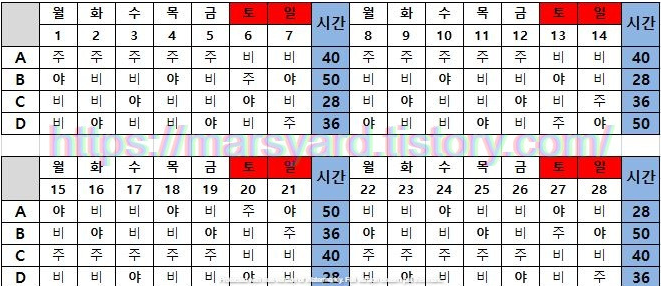 월 화 수 목 금 토 일 시간 월 화 수 목 금 토 일 시간
1 2 3 4 5 6 7 8 9 10 11 12 13 14
A 주 주 주 주 주 비 비 40 주 주 주 주 주 비 비 40
B 야 비 비 야 비 주 야 50 비 비 야 비 비 야 비 28
C 비 비 야 비 비 야 비 28 비 야 비 비 야 비 주 36
D 비 야 비 비 야 비 주 36 야 비 비 야 비 주 야 50
https://marsyard.tistory.com/
월 화 수 목 금 토 일 시간 월 화 수 목 금 토 일 시간
15 16 17 18 19 20 21 22 23 24 25 26 27 28
A 야 비 비 야 비 주 야 50 비 비 야 비 비 야 비 28
B 비 야 비 비 야 비 주 36 야 비 비 야 비 주 야 50
C 주 주 주 주 주 비 비 40 주 주 주 주 주 비 비 40
D 비 비 야 비 비 야 비 28 비 야 비 비 야 비 주 36